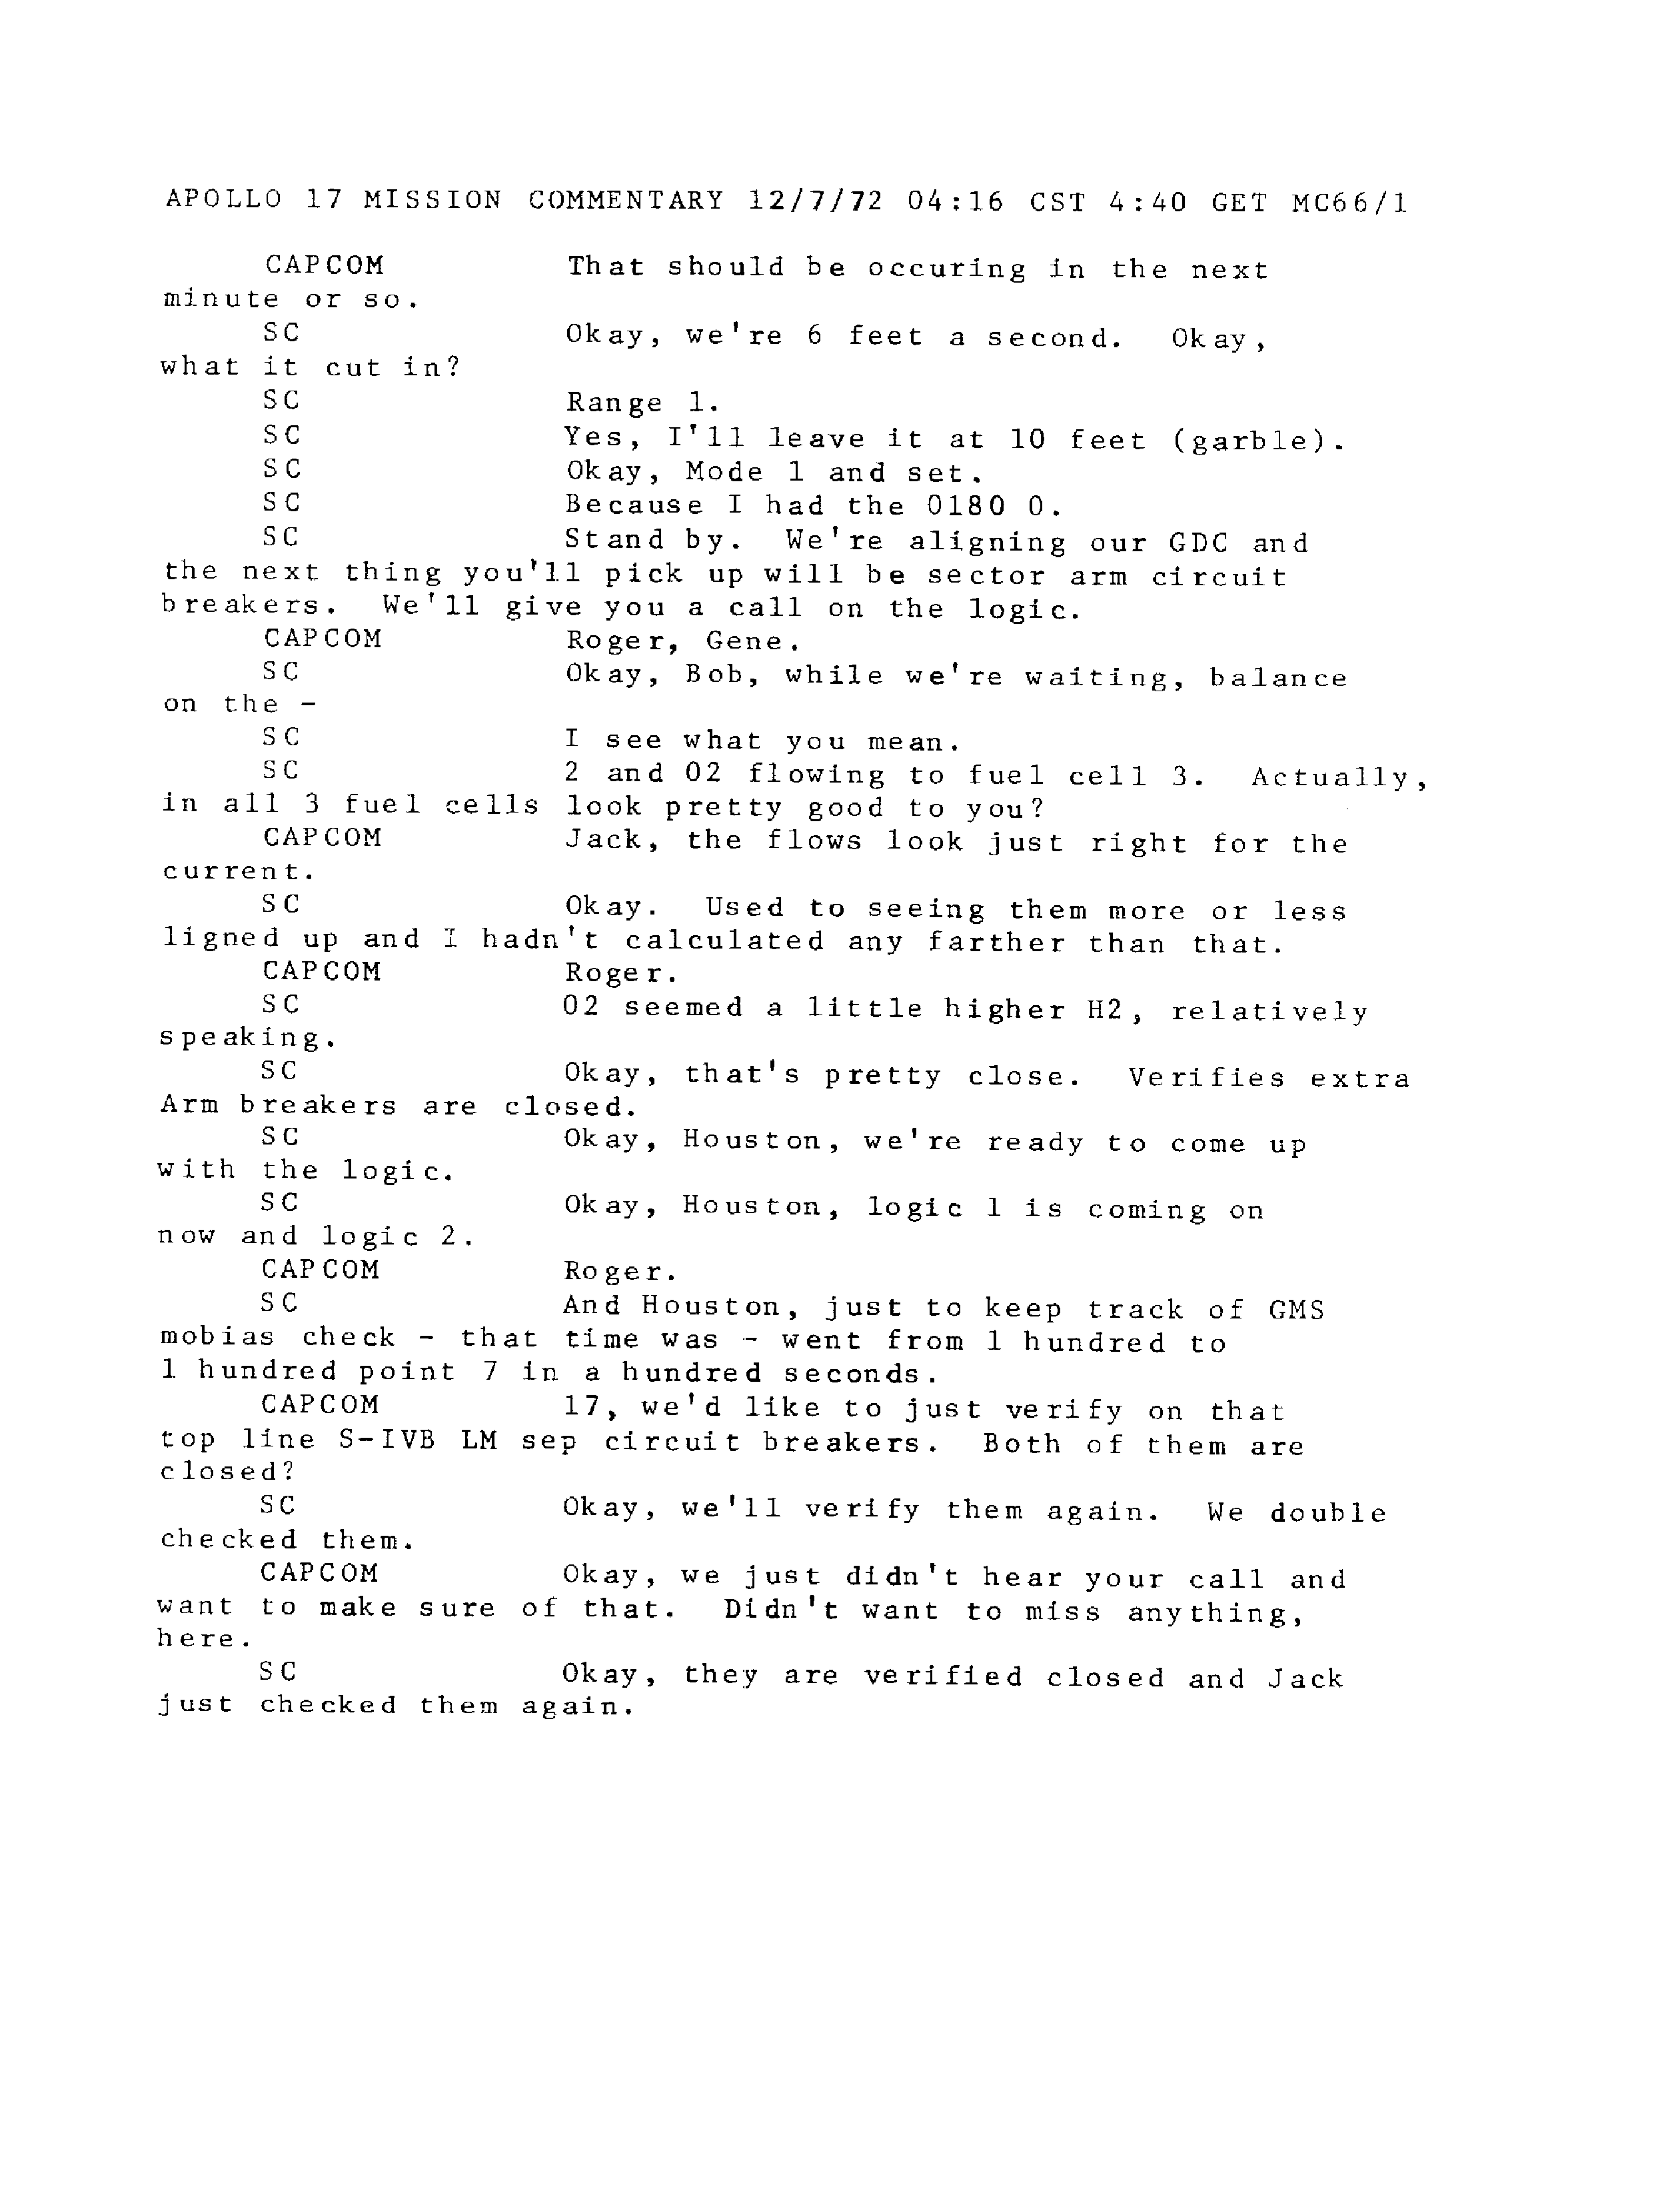 APOLLO 17 MISSION COMMENTARY 12/7/72 04:16 CST 4:40 GET MC66/1
CAPCOM That should be occuring in the next
minute or so.
SC Okay, we're 6 feet a second. Okay,
what it cut in?
SC Range 1.
SC Yes, I'll leave it at 10 feet (garble).
SC Okay, Mode 1 and set.
SC Because I had the 0180 0.
SC Stand by. We're aligning our GDC and
the next thing you'll pick up will be sector arm circuit
breakers. We'll give you a call on the logic.
CAPCOM Roger, Gene.
SC Okay, Bob, while we're waiting, balance
on the -
SC I see what you mean.
SC 2 and 02 flowing to fuel cell 3. Actually,
in all 3 fuel cells look pretty good to you?
CAPCOM Jack, the flows look just right for the
current.
SC Okay. Used to seeing them more or less
ligned up and I hadn't calculated any farther than that.
CAPCOM Roger.
SC 02 seemed a little higher H2, relatively
speaking.
SC Okay, that's pretty close. Verifies extra
Arm breakers are closed.
SC Okay, Houston, we're ready to come up
with the logic.
SC Okay, Houston, logic 1 is coming on
now and logic 2.
CAPCOM Roger.
SC And Houston, just to keep track of GMS
mobias check - that time was - went from 1 hundred to
1 hundred point 7 in a hundred seconds.
CAPCOM 17, we'd like to just verify on that
top line S-IVB LM sep circuit breakers. Both of them are
closed?
SC Okay, we'll verify them again. We double
checked them.
CAPCOM Okay, we just didn't hear your call and
want to make sure of that. Didn't want to miss anything,
here.
SC Okay, they are verified closed and Jack
just checked them again.